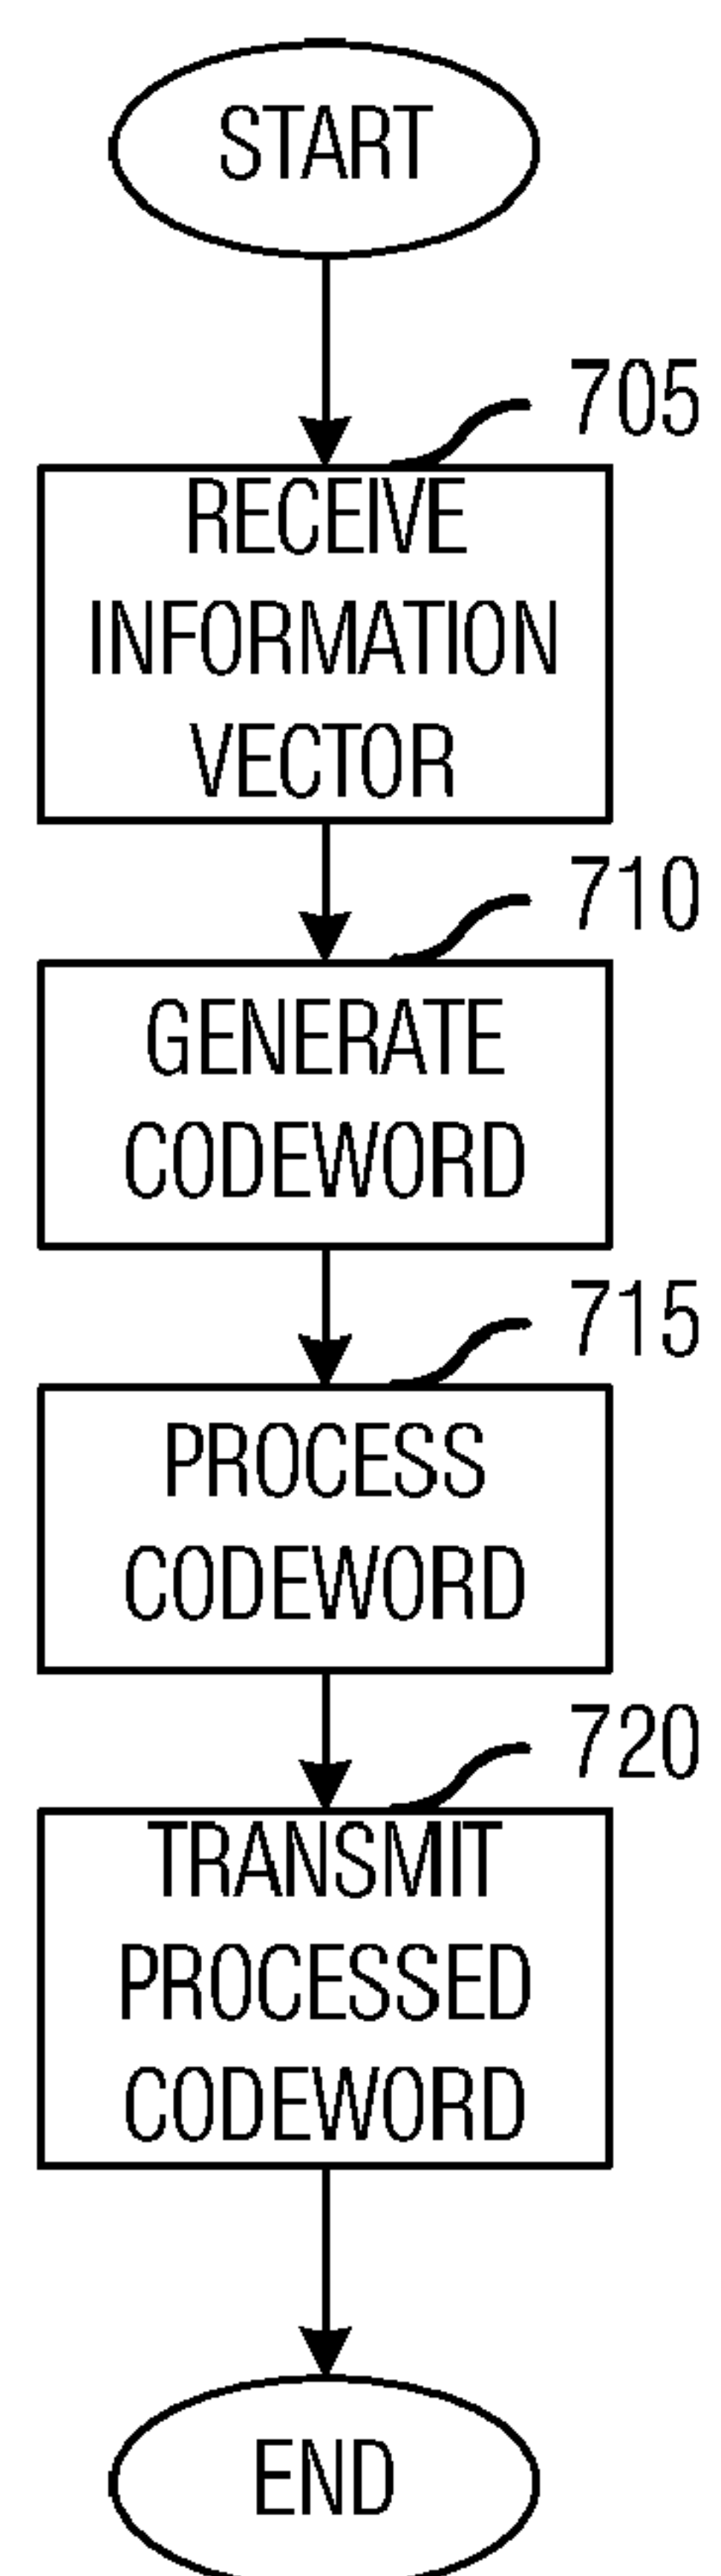 START
705
RECEIVE
INFORMATION
VECTOR
710
GENERATE
CODEWORD
715
PROCESS
CODEWORD
720
TRANSMIT
PROCESSED
CODEWORD
END